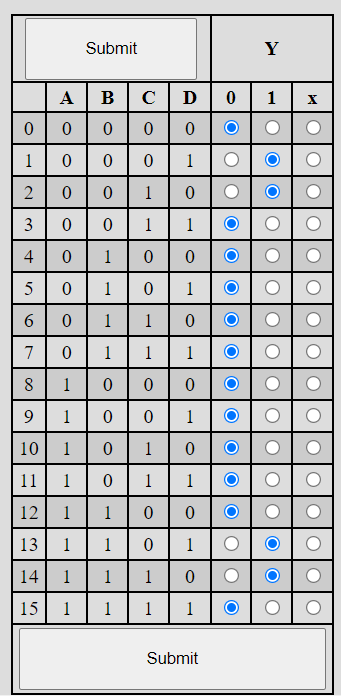 Submit Y
A B C D 0 1 x
0 0 0 0 0
1 0 0 0 1
2 0 0 1 0
3 0 0 1 1
4 0 1 0 0
5 0 1 0 1
6 0 1 1 0
7 0 1 1 1
8 1 0 0 0
9 1 0 0 1
10 1 0 1 0
11 1 0 1 1
12 1 1 0 0
13 1 1 0 1
14 1 1 1 0
15 1 1 1 1
Submit